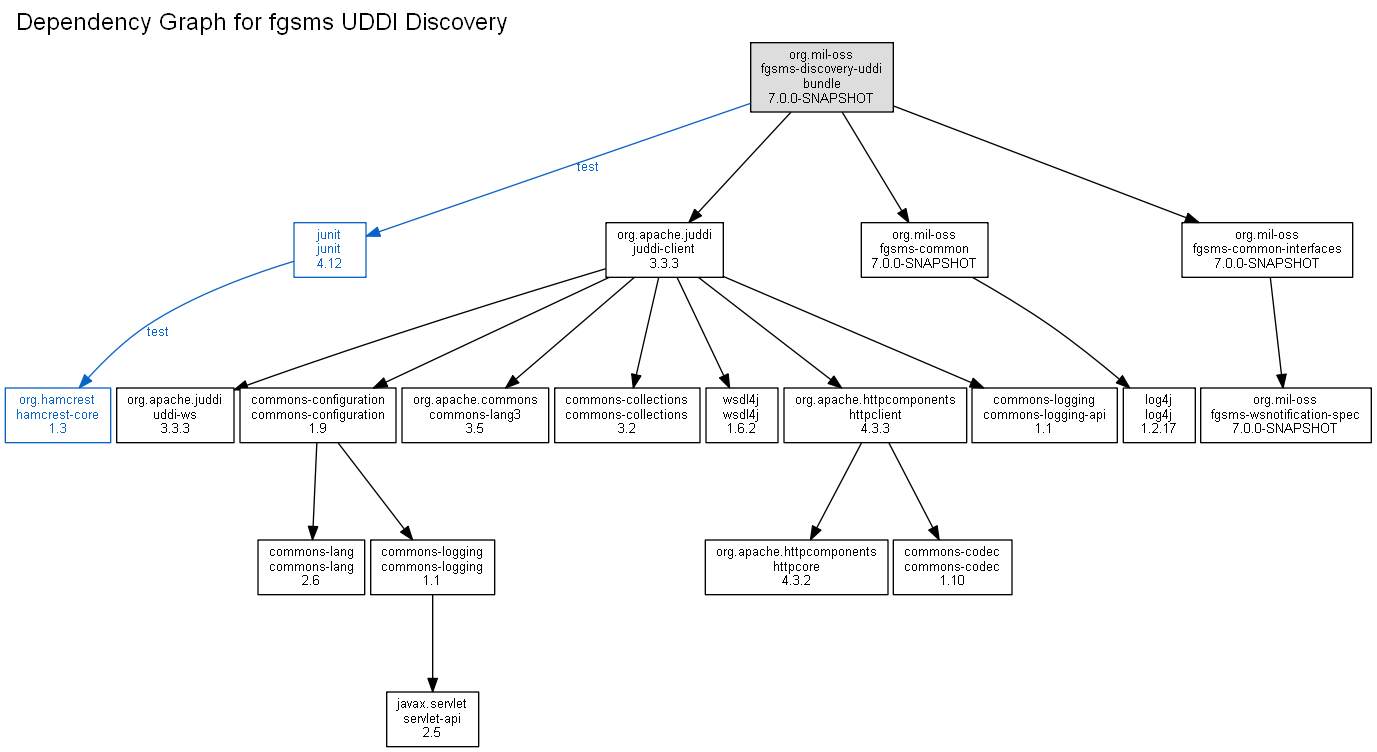 Dependency Graph for fgsms UDDI Discovery
org.mil-oss
fgsms-discovery-uddi
bundle
7.0.0-SNAPSHOT
test
junit
junit
4.12
org.apache.juddi
juddi-client
3.3.3
org.mil-oss
fgsms-common
7.0.0-SNAPSHOT
org.mil-oss
fgsms-common-interfaces
7.0.0-SNAPSHOT
test
org.hamcrest
hamcrest-core
1.3
org.apache.juddi
uddi-ws
3.3.3
commons-configuration
commons-configuration
1.9
org.apache.commons
commons-lang3
3.5
commons-collections
commons-collections
3.2
wsdl4j
wsdl4j
1.6.2
org.apache.httpcomponents
httpclient
4.3.3
commons-logging
commons-logging-api
1.1
log4j
log4j
1.2.17
org.mil-oss
fgsms-wsnotification-spec
7.0.0-SNAPSHOT
commons-lang
commons-lang
2.6
commons-logging
commons-logging
1.1
org.apache.httpcomponents
httpcore
4.3.2
commons-codec
commons-codec
1.10
javax.servlet
servlet-api
2.5